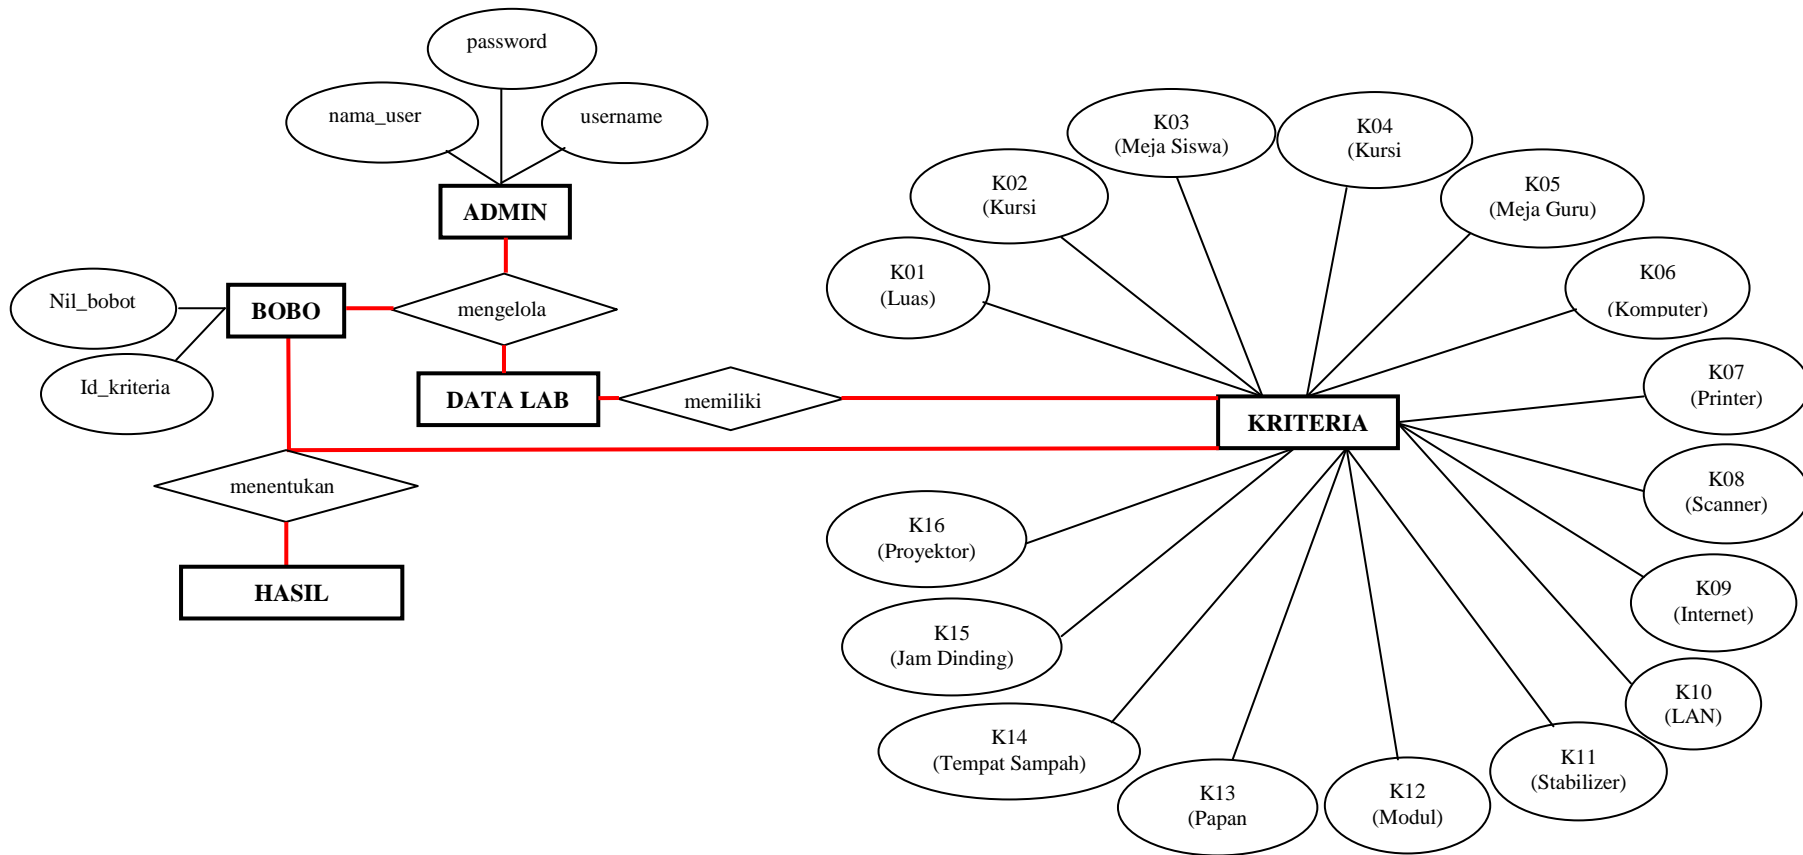 password
nama_user
username
ADMIN
K03
(Meja Siswa)
K04
(Kursi
K02
(Kursi
K05
(Meja Guru)
K01
(Luas)
K06
(Komputer)
Nil_bobot
BOBO
mengelola
Id_kriteria
DATA LAB
memiliki
KRITERIA
K07
(Printer)
menentukan
K08
(Scanner)
K16
(Proyektor)
HASIL
K09
(Internet)
K15
(Jam Dinding)
K10
(LAN)
K14
(Tempat Sampah)
K11
(Stabilizer)
K13
(Papan
K12
(Modul)